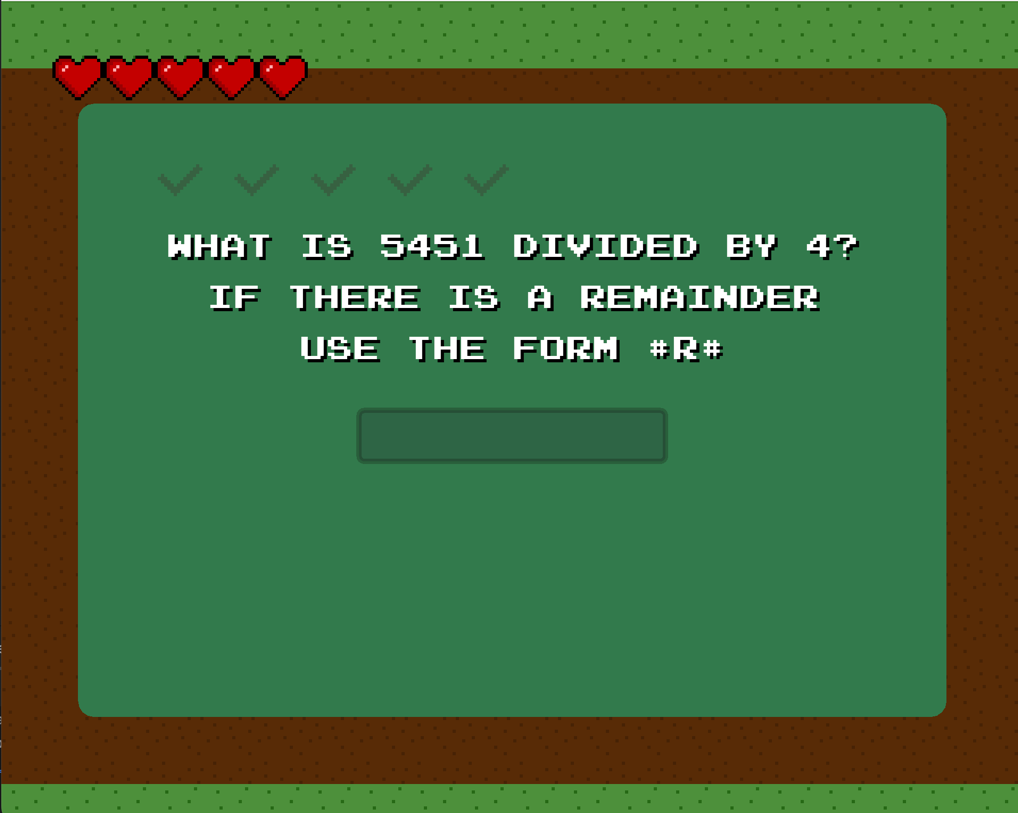 WHAT IS 5451 DIVIDED BY 4?
IF THERE IS A REMAINDER
USE THE FORM #R#